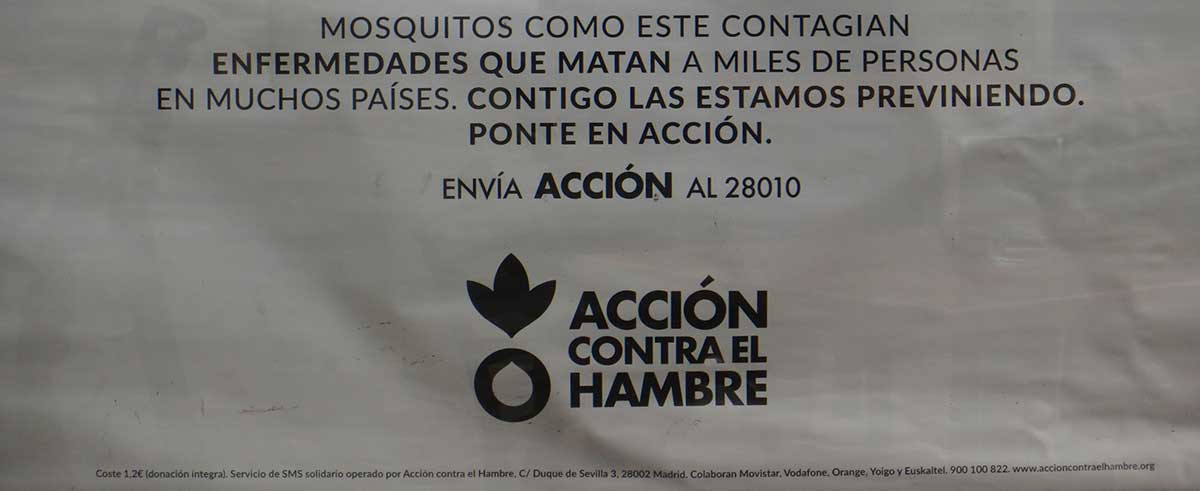 MOSQUITOS COMO ESTE CONTAGIAN
ENFERMEDADES QUE MATAN A MILES DE PERSONAS
EN MUCHOS PAÍSES. CONTIGO LAS ESTAMOS PREVINIENDO.
PONTE EN ACCIÓN.
ENVÍA ACCIÓN AL 28010
ACCIÓN
CONTRA EL
HAMBRE
Coste 1,2€ (donación íntegra). Servicio de SMS solidario operado por Acción contra el Hambre, C/ Duque de Sevilla 3, 28002 Madrid. Colaboran Movistar, Vodafone, Orange, Yoigo y Euskaltel. 900 100 822. www.accioncontraelhambre.org